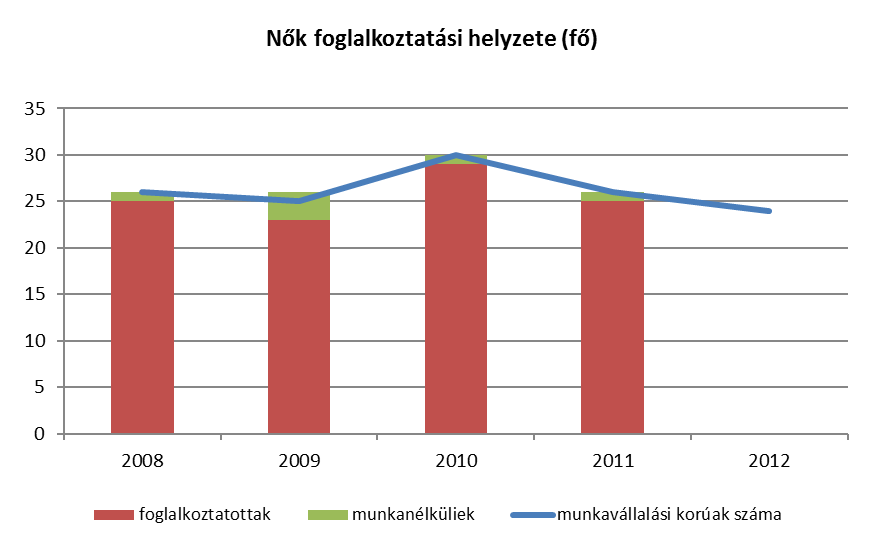 Nők foglalkoztatási helyzete (fő)
35
30
25
20
15
10
5
0
2008 2009 2010 2011 2012
foglalkoztatottak munkanélküliek munkavállalási korúak száma